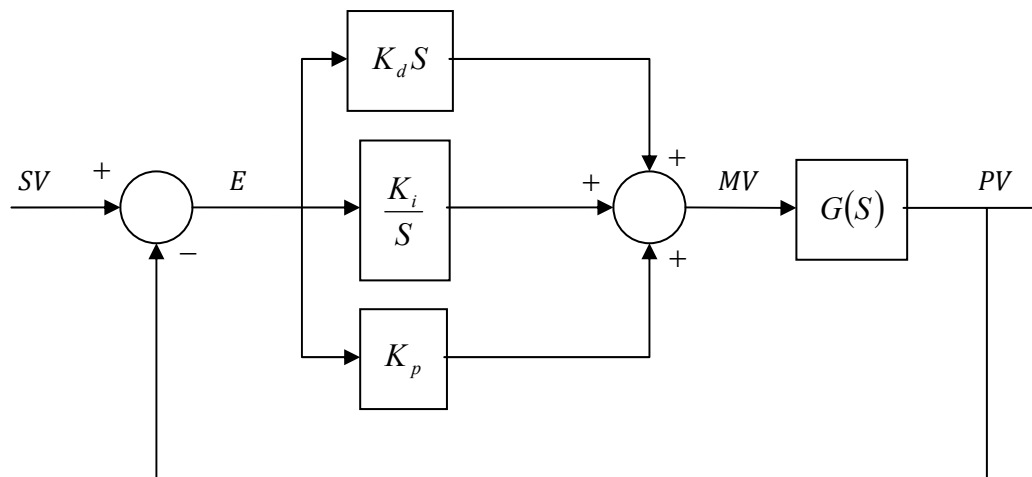 K_d S
SV
+
−
E
K_i
S
+
+
+
MV
G(S)
PV
K_p